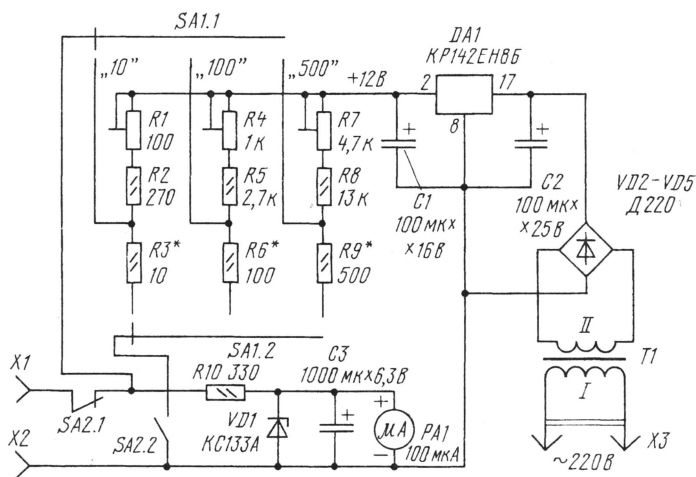 SA1.1
„10"
„100"
„500"
+12В
DA1
КР142ЕН8Б
2
17
8
R1
100
R4
1к
R7
4,7к
R2
270
R5
2,7к
R8
13к
R3*
10
R6*
100
R9*
500
+
C1
100мк×
×16В
+
C2
100мк×
×25В
VD2–VD5
Д220
SA1.2
R10 330
C3
1000мк×6,3В
II
T1
I
X1
SA2.1
X2
SA2.2
VD1
КС133А
+
+
μА
–
PA1
100мкА
X3
~220В